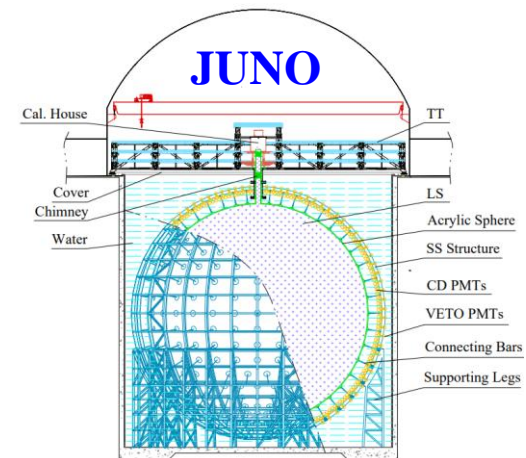 JUNO
Cal. House
TT
Cover
Chimney
Water
LS
Acrylic Sphere
SS Structure
CD PMTs
VETO PMTs
Connecting Bars
Supporting Legs